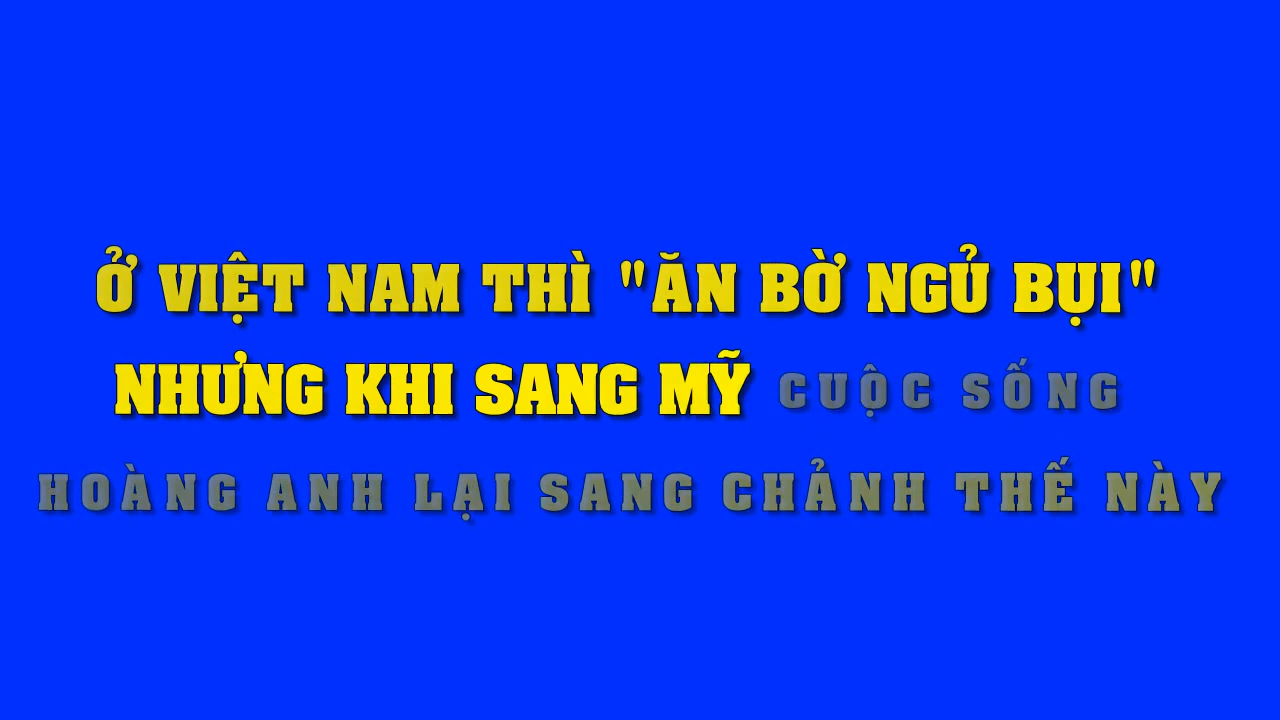 Ở VIỆT NAM THÌ "ĂN BỜ NGỦ BỤI"
NHƯNG KHI SANG MỸ CUỘC SỐNG
HOÀNG ANH LẠI SANG CHẢNH THẾ NÀY